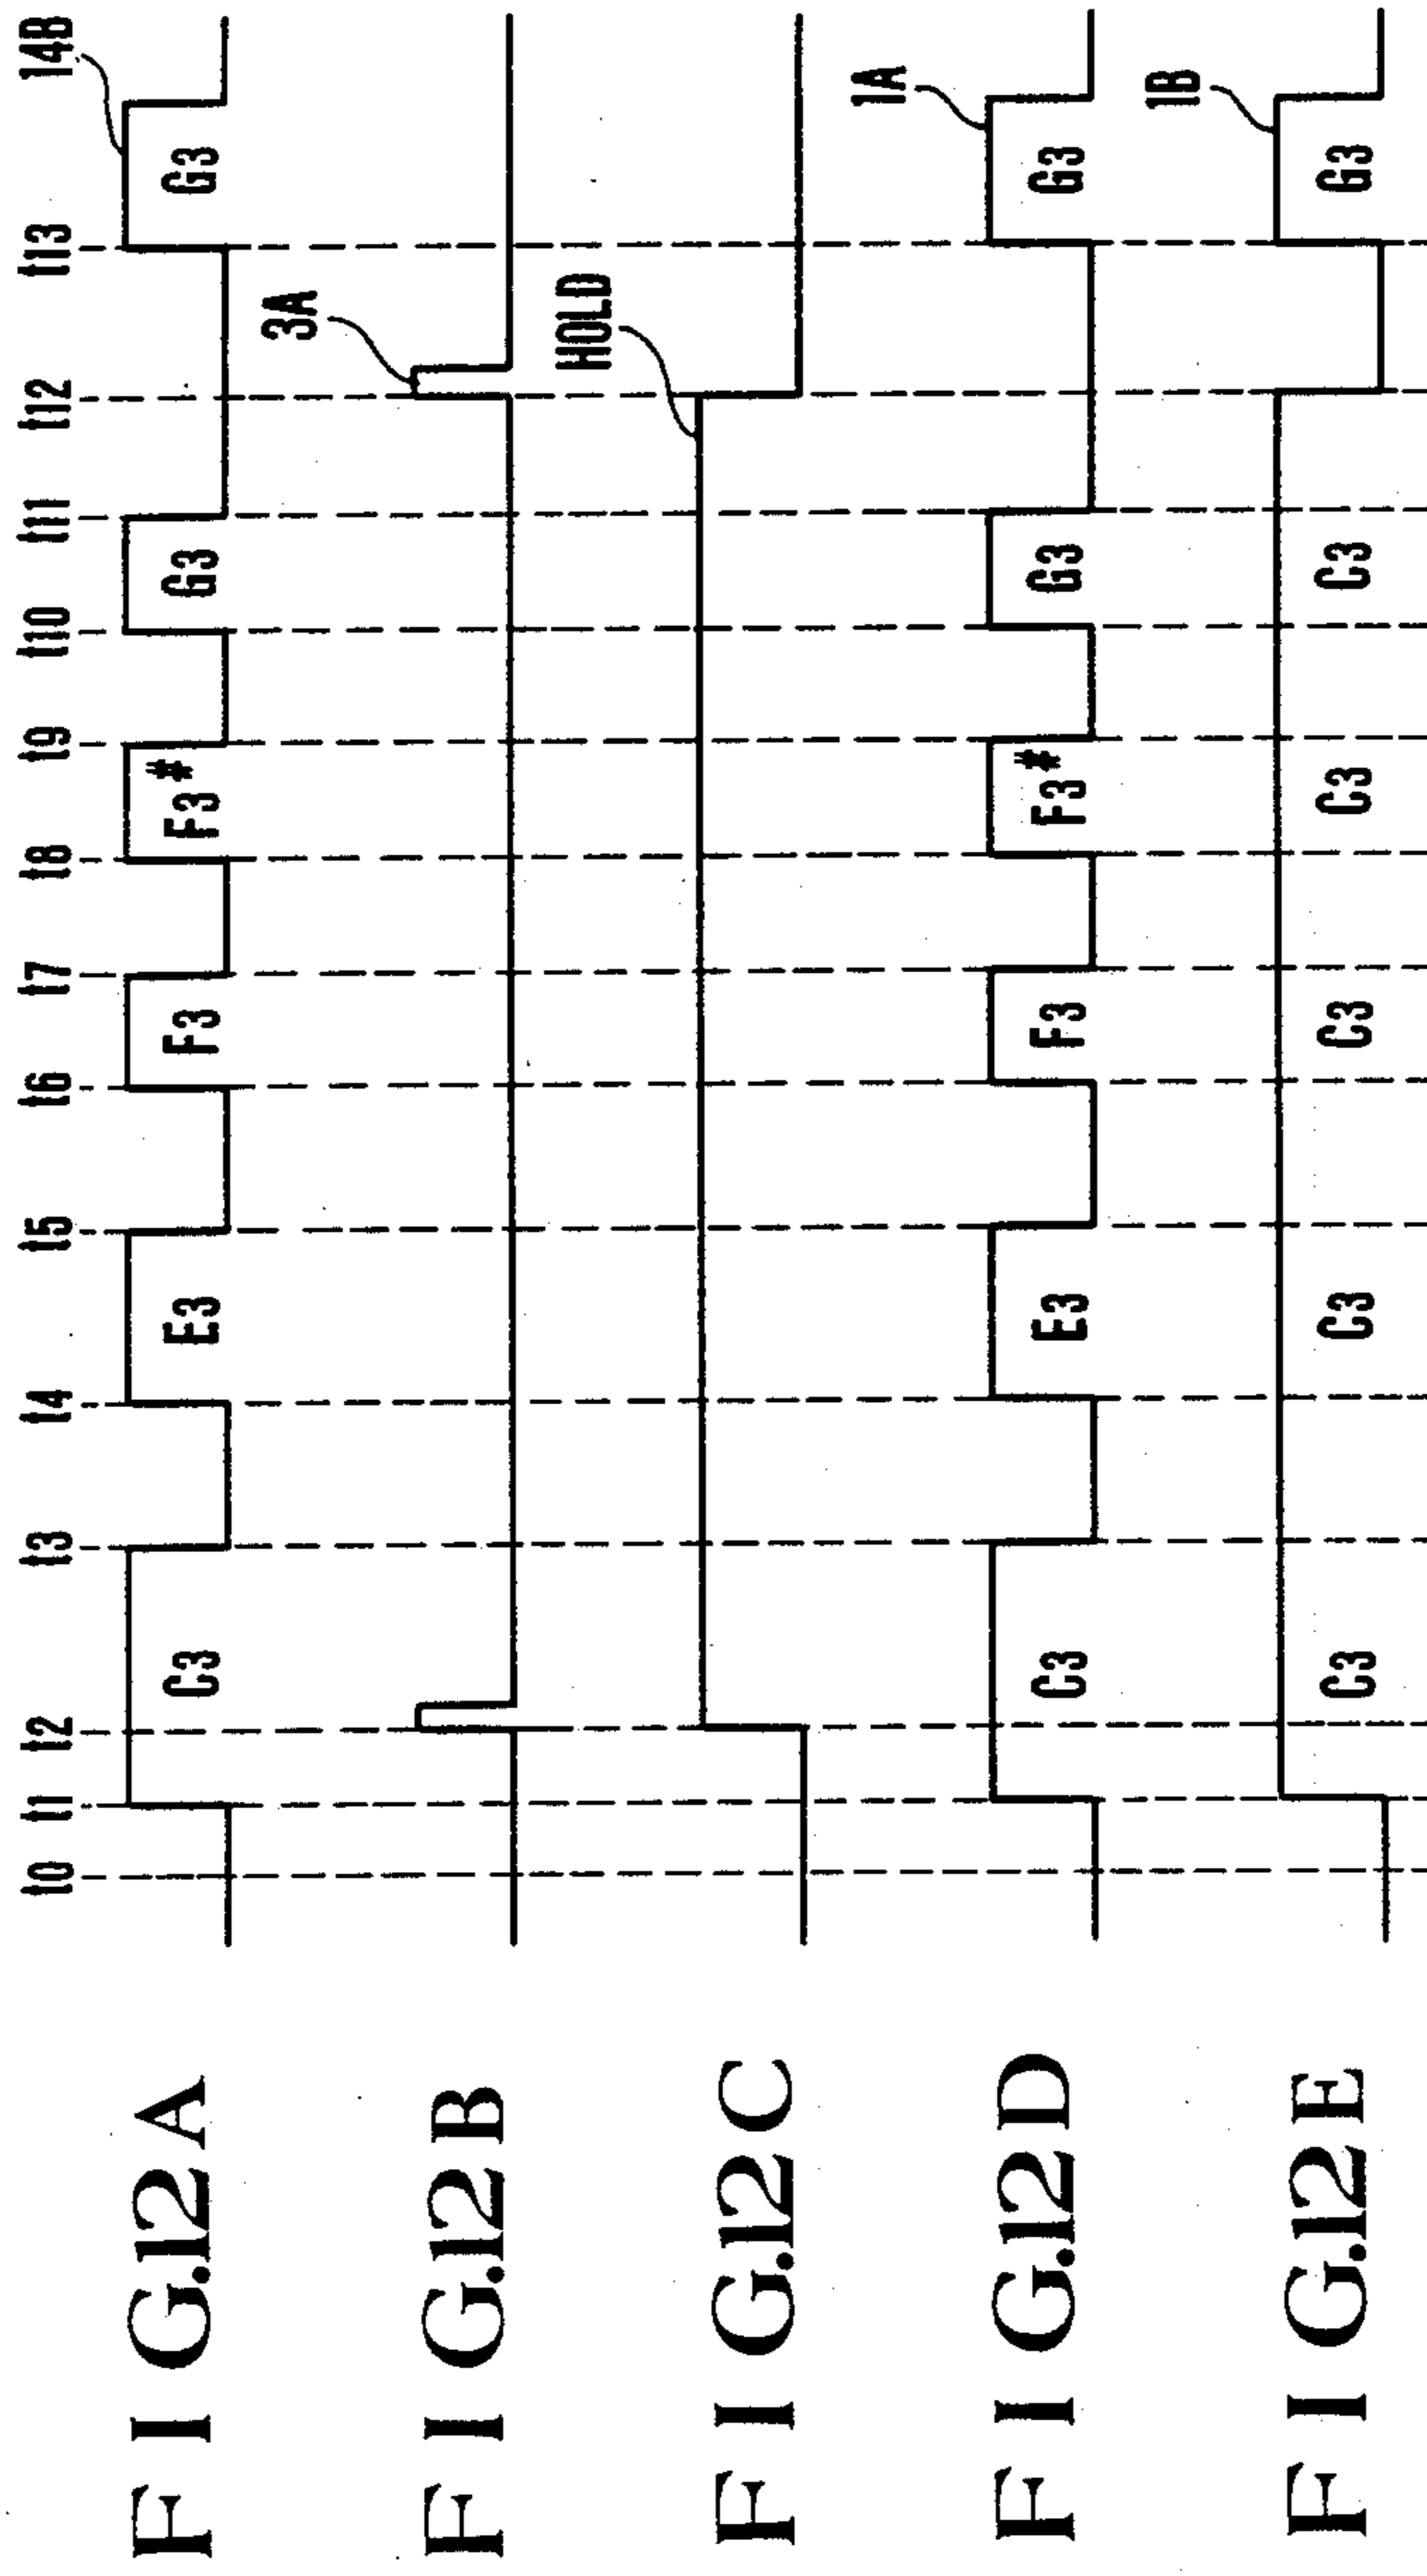 t0 t1 t2 t3 t4 t5 t6 t7 t8 t9 t10 t11 t12 t13
14B
FIG.12A
C3 E3 F3 F3# G3 G3
3A
FIG.12B
HOLD
FIG.12C
1A
FIG.12D
C3 E3 F3 F3# G3 G3
1B
FIG.12E
C3 C3 C3 C3 C3 G3